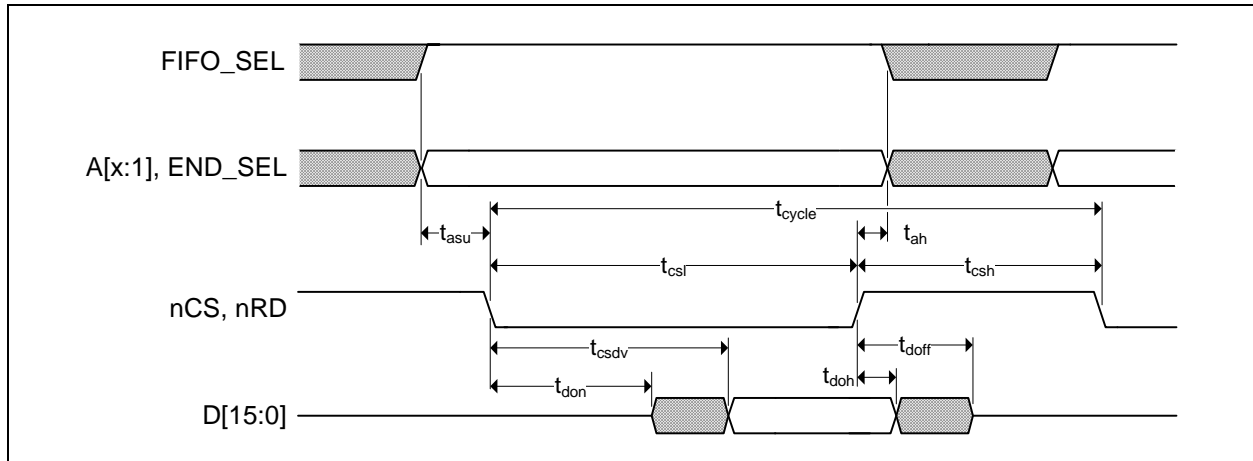 FIFO_SEL
A[x:1], END_SEL
tcycle
tasu
tah
tcsl
tcsh
nCS, nRD
tcsdv
tdoff
tdon
tdoh
D[15:0]